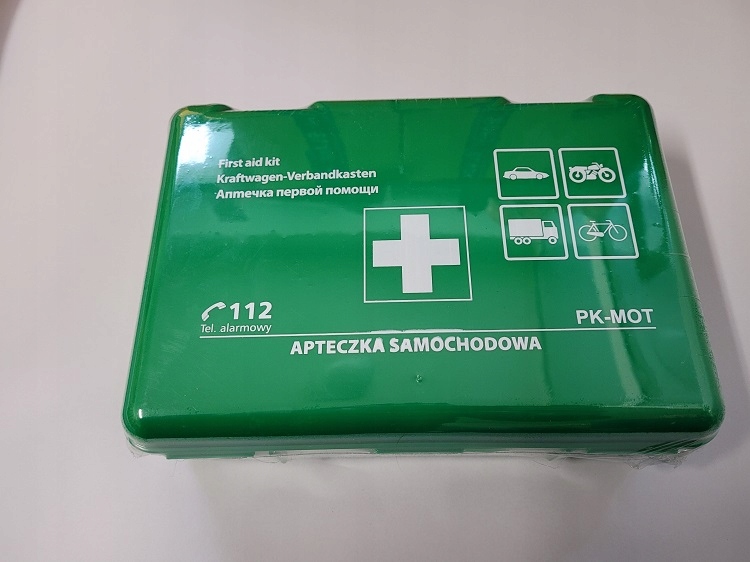 First aid kit
Kraftwagen-Verbandkasten
Аптечка первой помощи
112
Tel. alarmowy
PK-MOT
APTECZKA SAMOCHODOWA